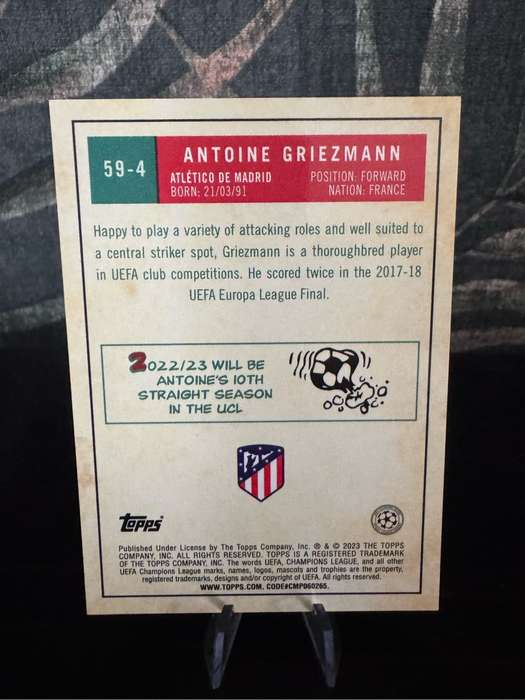 59-4
ANTOINE GRIEZMANN
ATLÉTICO DE MADRID
POSITION: FORWARD
BORN: 21/03/91
NATION: FRANCE
Happy to play a variety of attacking roles and well suited to
a central striker spot, Griezmann is a thoroughbred player
in UEFA club competitions. He scored twice in the 2017-18
UEFA Europa League Final.
2022/23 WILL BE
ANTOINE'S 10TH
STRAIGHT SEASON
IN THE UCL
Topps
Published Under License by The Topps Company, Inc. ® & © 2023 THE TOPPS
COMPANY, INC. ALL RIGHTS RESERVED. TOPPS IS A REGISTERED TRADEMARK
OF THE TOPPS COMPANY, INC. The words UEFA, CHAMPIONS LEAGUE, and all other
UEFA Champions League marks, names, logos, mascots and trophies are the property,
registered trademarks, designs and/or copyright of UEFA. All rights reserved.
WWW.TOPPS.COM. CODE#CMP060265.